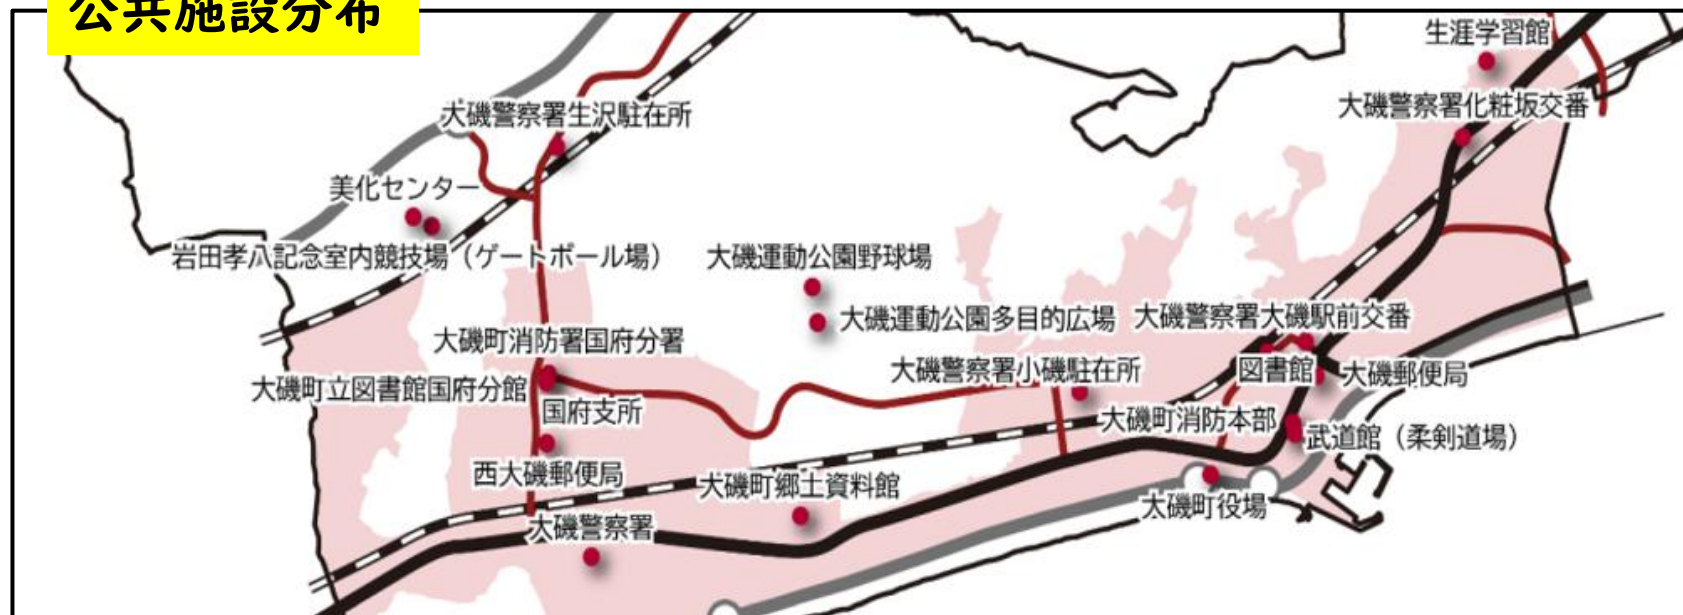 公共施設分布
生涯学習館
大磯警察署化粧坂交番
大磯警察署生沢駐在所
美化センター
岩田孝八記念室内競技場（ゲートボール場）
大磯運動公園野球場
大磯運動公園多目的広場
大磯警察署大磯駅前交番
大磯町消防署国府分署
大磯警察署小磯駐在所
図書館
大磯郵便局
大磯町立図書館国府分館
国府支所
大磯町消防本部
武道館（柔剣道場）
西大磯郵便局
大磯町郷土資料館
大磯町役場
大磯警察署